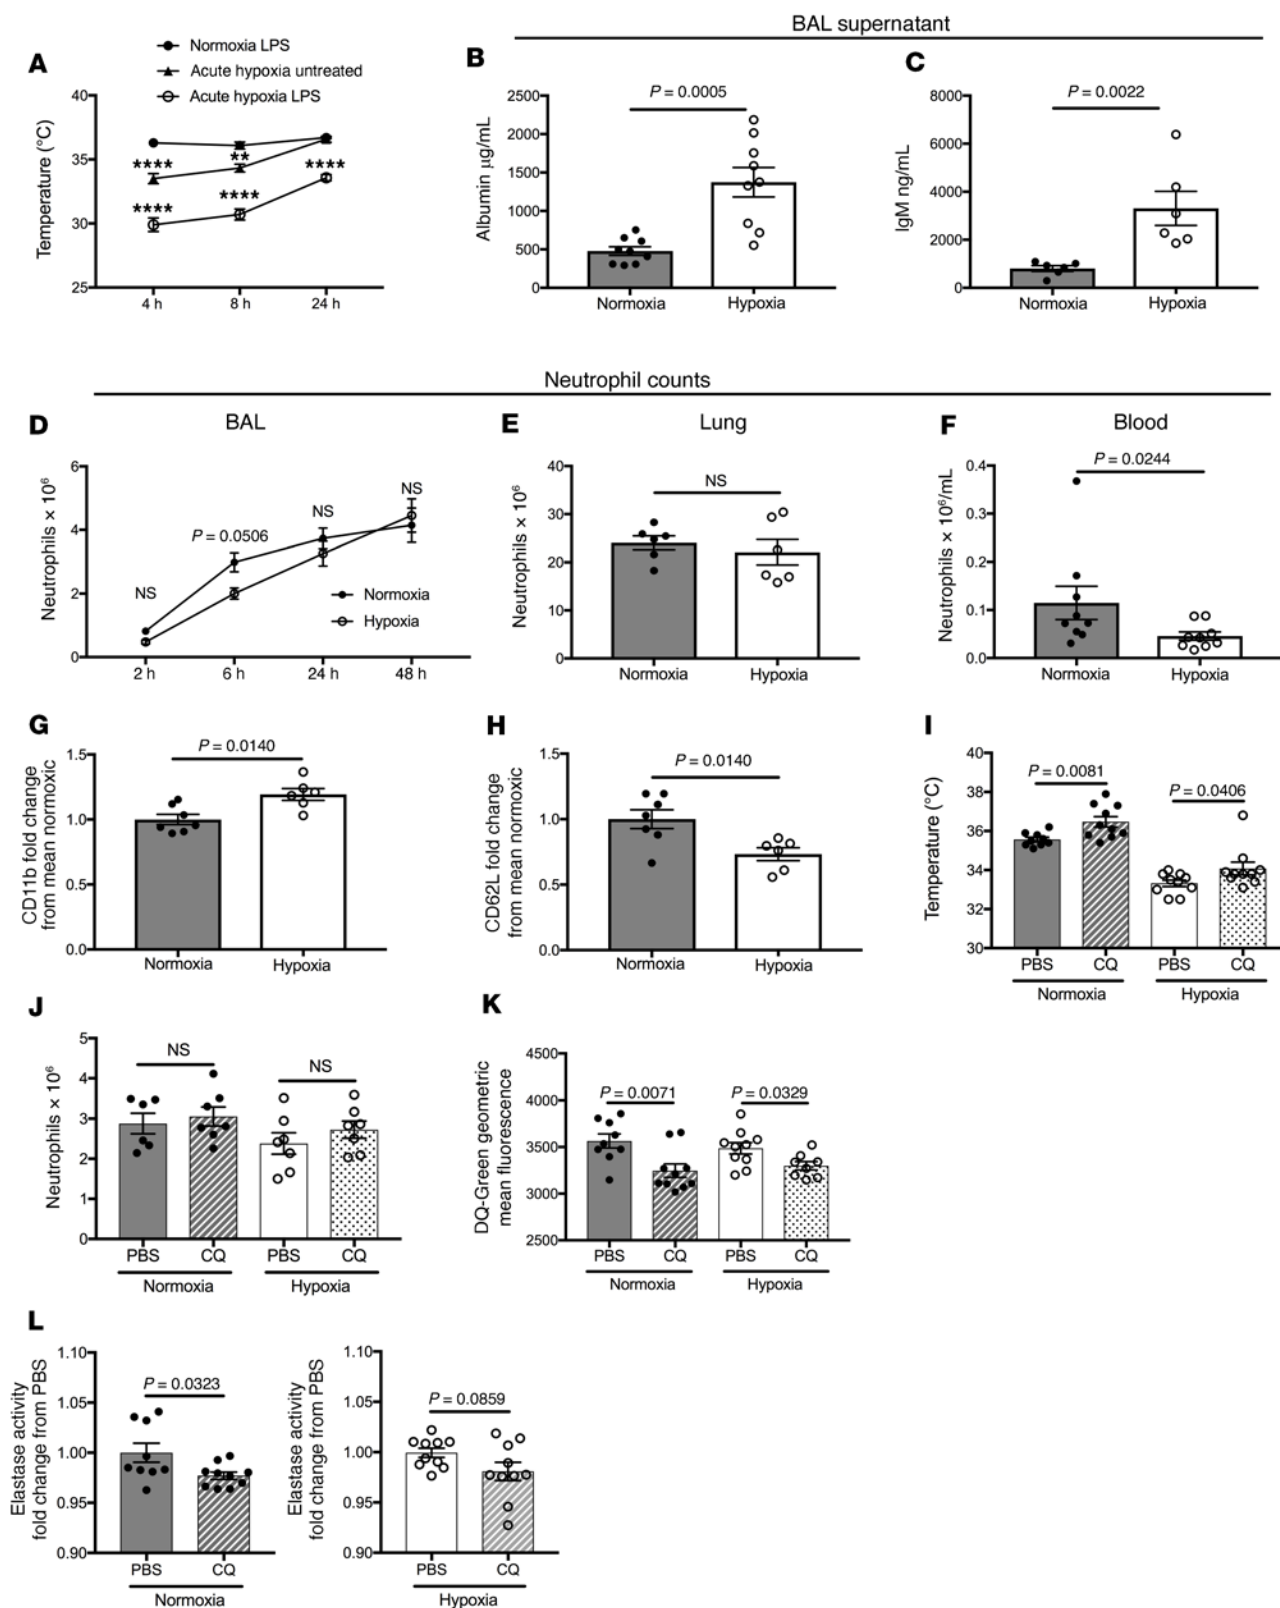 BAL supernatant
A
Normoxia LPS
Acute hypoxia untreated
Acute hypoxia LPS
Temperature (°C)
40
35
30
25
****
**
****
****
****
4 h
8 h
24 h
B
P = 0.0005
Albumin µg/mL
2500
2000
1500
1000
500
0
Normoxia
Hypoxia
C
P = 0.0022
IgM ng/mL
8000
6000
4000
2000
0
Normoxia
Hypoxia
Neutrophil counts
D
BAL
Neutrophils × 10⁶
6
4
2
0
NS
P = 0.0506
NS
NS
Normoxia
Hypoxia
2 h
6 h
24 h
48 h
E
Lung
Neutrophils × 10⁶
40
30
20
10
0
NS
Normoxia
Hypoxia
F
Blood
Neutrophils × 10⁶/mL
0.4
0.3
0.2
0.1
0.0
P = 0.0244
Normoxia
Hypoxia
G
CD11b fold change
from mean normoxic
1.5
1.0
0.5
0.0
P = 0.0140
Normoxia
Hypoxia
H
CD62L fold change
from mean normoxic
1.5
1.0
0.5
0.0
P = 0.0140
Normoxia
Hypoxia
I
Temperature (°C)
40
38
36
34
32
30
P = 0.0081
P = 0.0406
PBS
CQ
PBS
CQ
Normoxia
Hypoxia
J
Neutrophils × 10⁶
5
4
3
2
1
0
NS
NS
PBS
CQ
PBS
CQ
Normoxia
Hypoxia
K
DQ-Green geometric
mean fluorescence
4500
4000
3500
3000
2500
P = 0.0071
P = 0.0329
PBS
CQ
PBS
CQ
Normoxia
Hypoxia
L
Elastase activity
fold change from PBS
1.10
1.05
1.00
0.95
0.90
P = 0.0323
PBS
CQ
Normoxia
Elastase activity
fold change from PBS
1.10
1.05
1.00
0.95
0.90
P = 0.0859
PBS
CQ
Hypoxia